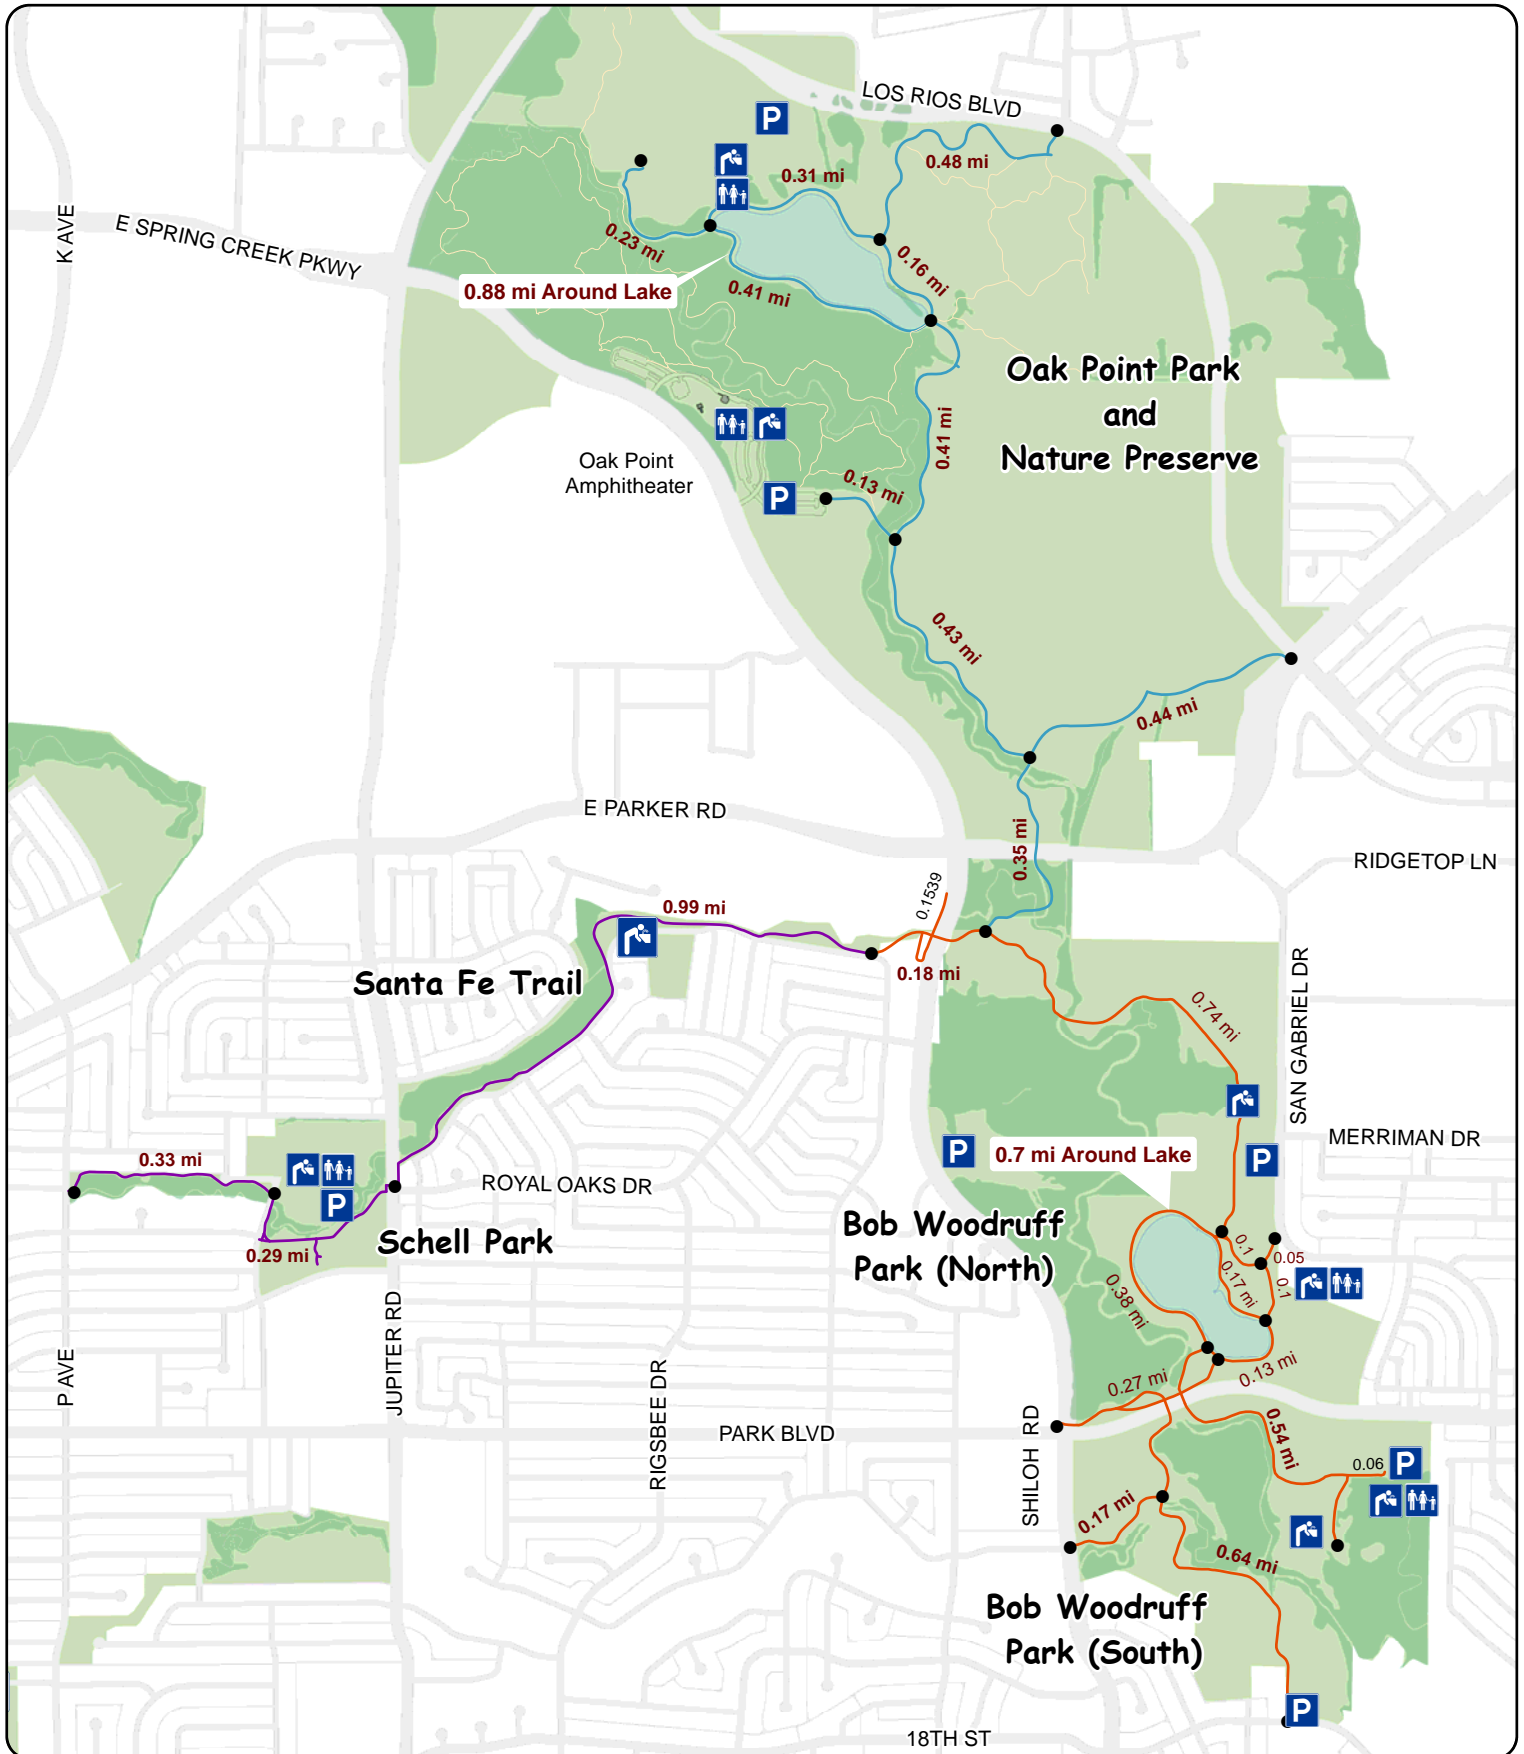 LOS RIOS BLVD
P
0.48 mi
0.31 mi
K AVE
E SPRING CREEK PKWY
0.23 mi
0.16 mi
0.88 mi Around Lake
0.41 mi
Oak Point Park
and
Nature Preserve
0.41 mi
Oak Point
Amphitheater
P
0.13 mi
0.43 mi
0.44 mi
E PARKER RD
0.35 mi
RIDGETOP LN
0.1539
0.99 mi
0.18 mi
Santa Fe Trail
0.74 mi
SAN GABRIEL DR
MERRIMAN DR
P
0.7 mi Around Lake
P
0.33 mi
ROYAL OAKS DR
P
Schell Park
0.29 mi
Bob Woodruff
Park (North)
0.1
0.05
0.17 mi
0.1
0.38 mi
0.13 mi
0.27 mi
P AVE
JUPITER RD
RIGSBEE DR
PARK BLVD
SHILOH RD
0.54 mi
0.06
P
0.17 mi
0.64 mi
Bob Woodruff
Park (South)
P
18TH ST